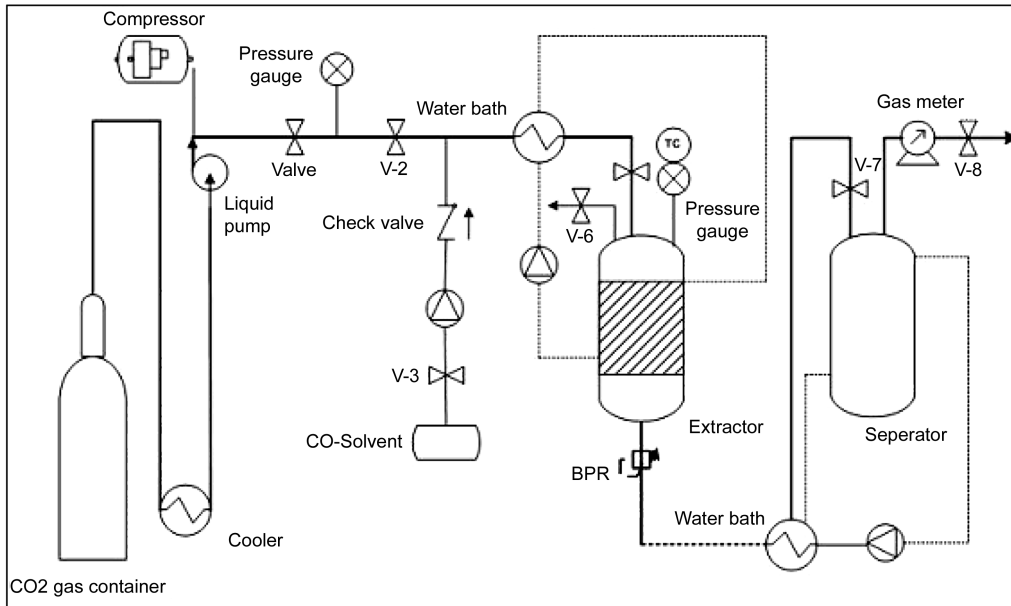 Compressor
Pressure
gauge
Water bath
Gas meter
Valve
V-2
TC
V-7
V-8
Liquid
pump
Check valve
V-6
Pressure
gauge
V-3
CO-Solvent
Extractor
Seperator
BPR
Water bath
Cooler
CO2 gas container